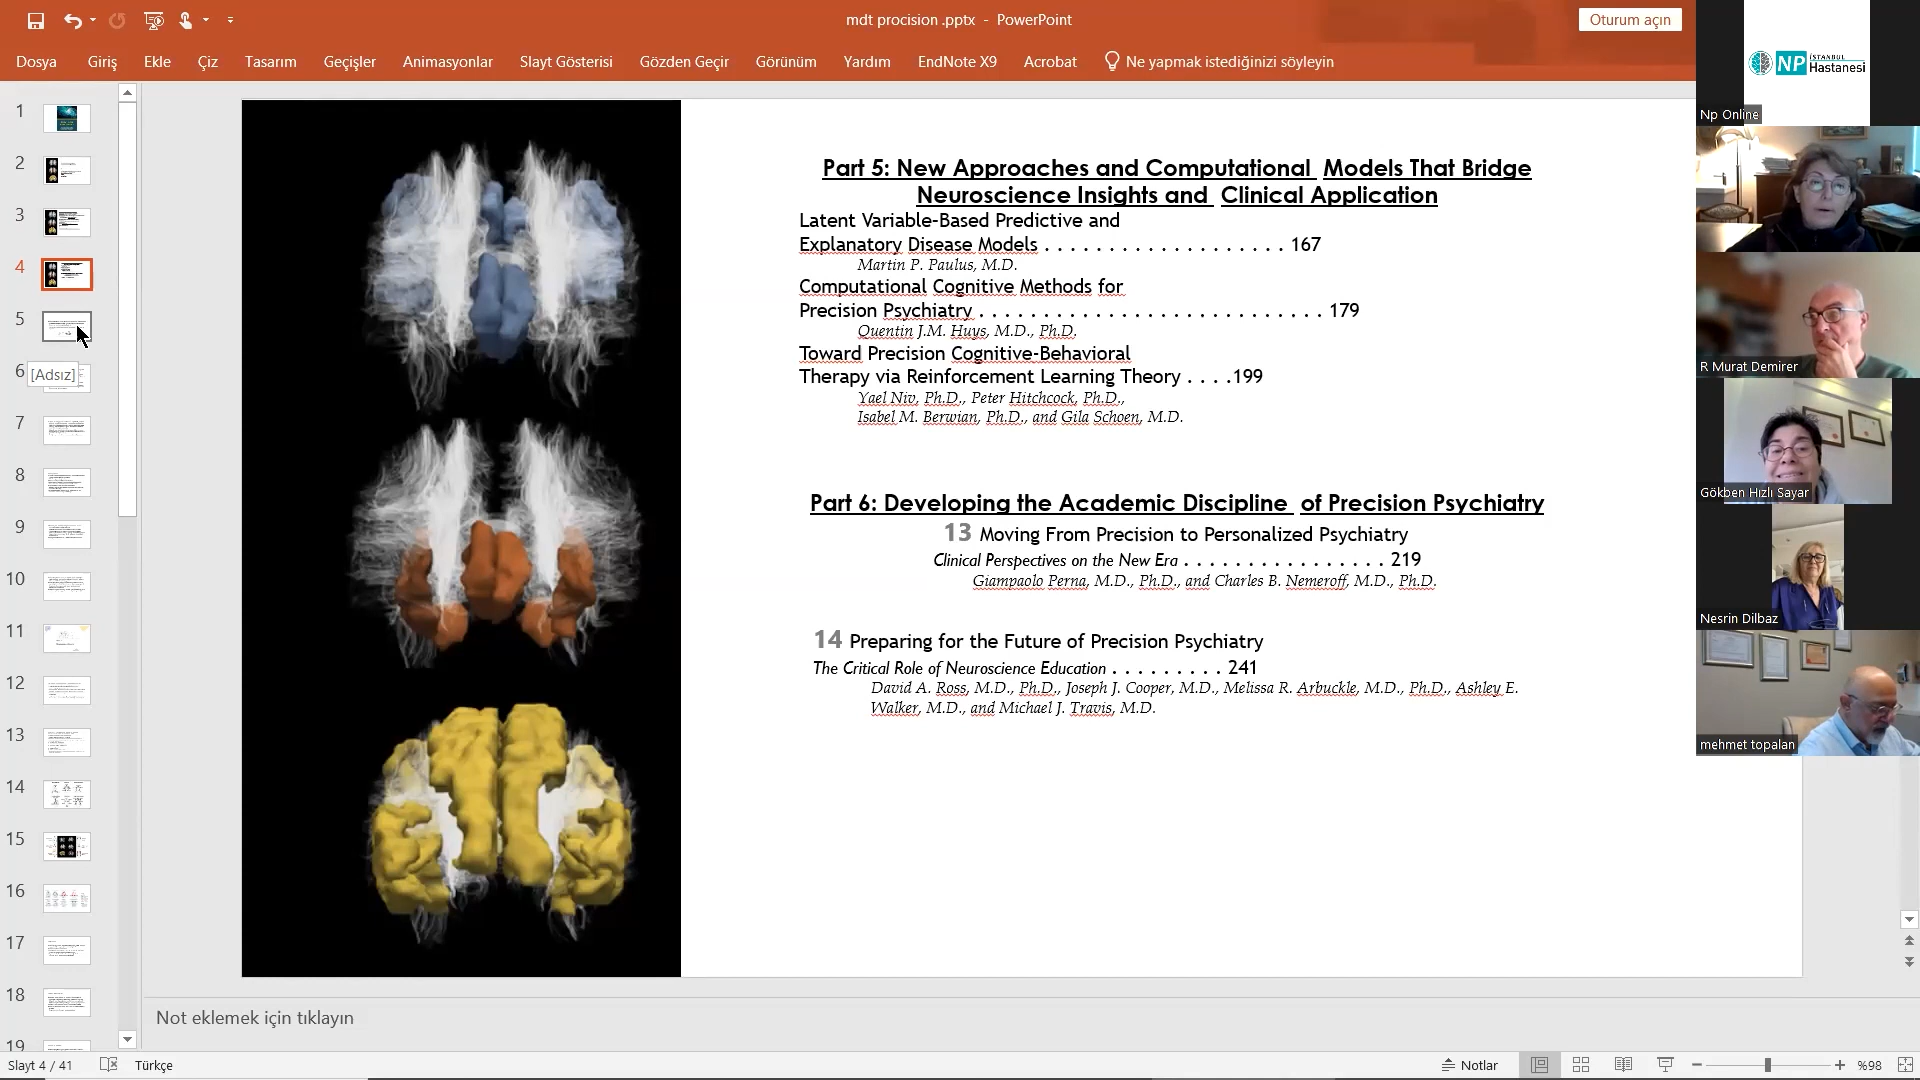 mdt procision .pptx - PowerPoint
Oturum açın
Dosya
Giriş
Ekle
Çiz
Tasarım
Geçişler
Animasyonlar
Slayt Gösterisi
Gözden Geçir
Görünüm
Yardım
EndNote X9
Acrobat
Ne yapmak istediğinizi söyleyin
1
2
3
4
5
6
[Adsız]
7
8
9
10
11
12
13
14
15
16
17
18
19
Part 5: New Approaches and Computational Models That Bridge
Neuroscience Insights and Clinical Application
Latent Variable-Based Predictive and
Explanatory Disease Models . . . . . . . . . . . . . . . . . . . 167
Martin P. Paulus, M.D.
Computational Cognitive Methods for
Precision Psychiatry . . . . . . . . . . . . . . . . . . . . . . . . . . . 179
Quentin J.M. Huys, M.D., Ph.D.
Toward Precision Cognitive-Behavioral
Therapy via Reinforcement Learning Theory . . . .199
Yael Niv, Ph.D., Peter Hitchcock, Ph.D.,
Isabel M. Berwian, Ph.D., and Gila Schoen, M.D.
Part 6: Developing the Academic Discipline of Precision Psychiatry
13 Moving From Precision to Personalized Psychiatry
Clinical Perspectives on the New Era . . . . . . . . . . . . . . . . 219
Giampaolo Perna, M.D., Ph.D., and Charles B. Nemeroff, M.D., Ph.D.
14 Preparing for the Future of Precision Psychiatry
The Critical Role of Neuroscience Education . . . . . . . . . 241
David A. Ross, M.D., Ph.D., Joseph J. Cooper, M.D., Melissa R. Arbuckle, M.D., Ph.D., Ashley E.
Walker, M.D., and Michael J. Travis, M.D.
NP İSTANBUL Hastanesi
Np Online
R Murat Demirer
Gökben Hızlı Sayar
Nesrin Dilbaz
mehmet topalan
Not eklemek için tıklayın
Slayt 4 / 41
Türkçe
Notlar
%98